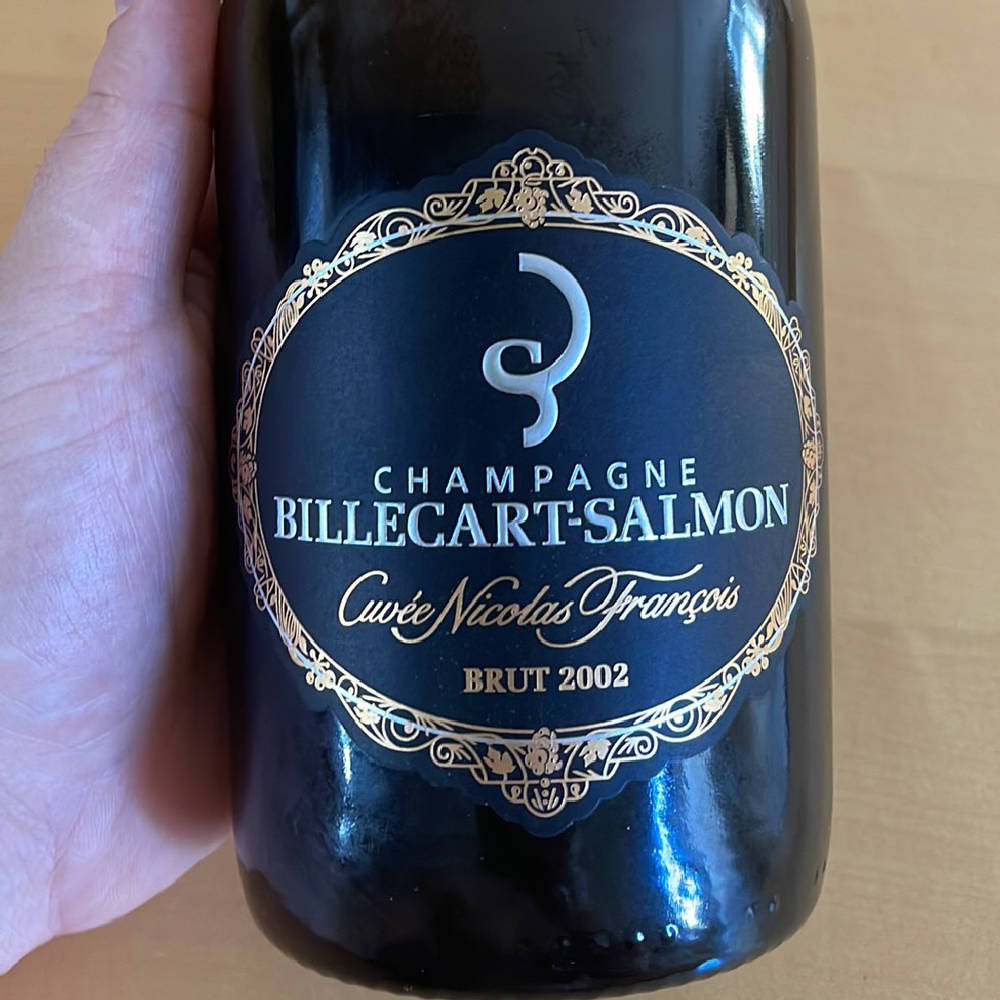 CHAMPAGNE
BILLECART-SALMON
Cuvée Nicolas François
BRUT 2002